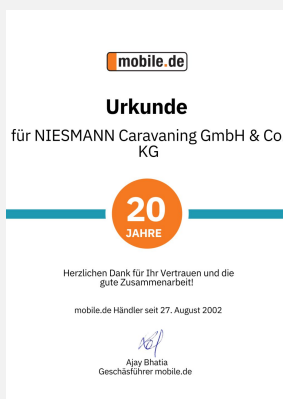 mobile.de
Urkunde
für NIESMANN Caravaning GmbH & Co
KG
20
JAHRE
Herzlichen Dank für Ihr Vertrauen und die
gute Zusammenarbeit!
mobile.de Händler seit 27. August 2002
Ajay Bhatia
Geschäsführer mobile.de